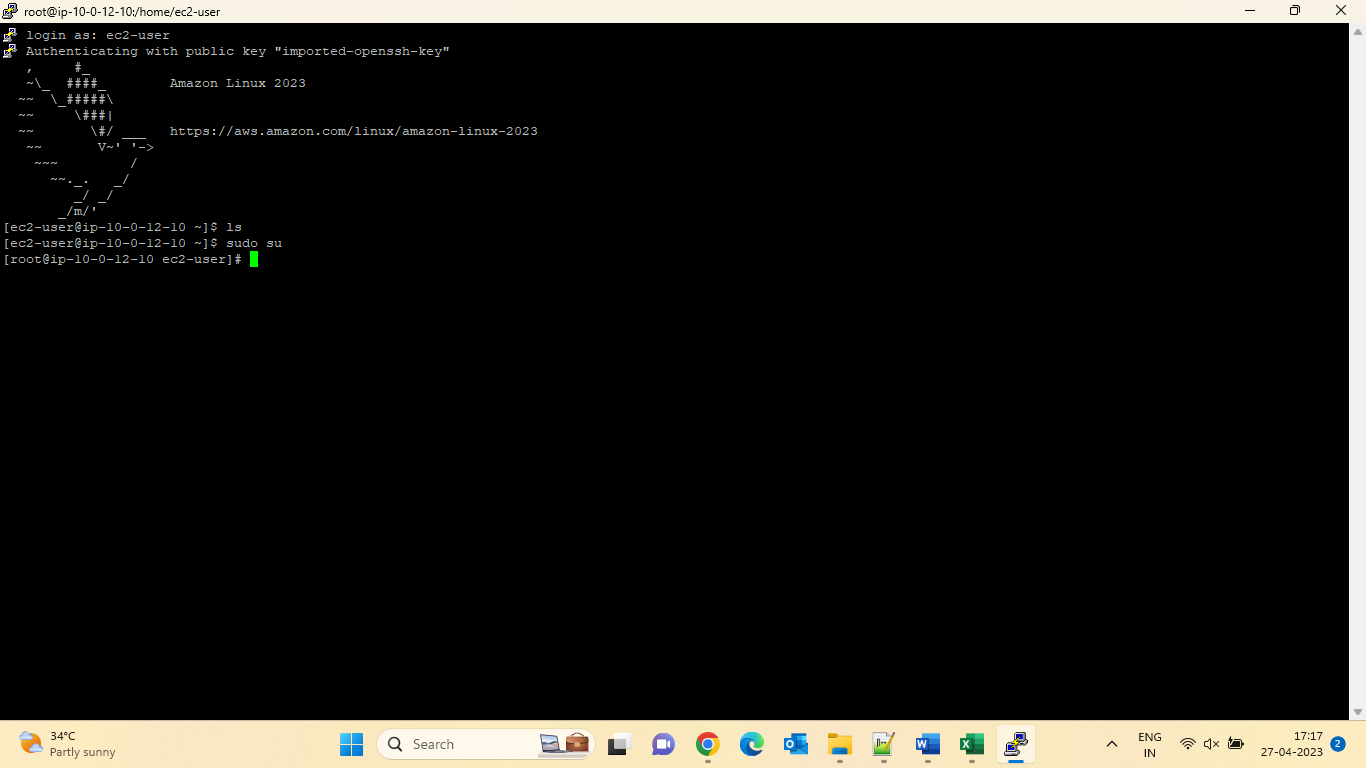 root@ip-10-0-12-10:/home/ec2-user
login as: ec2-user
Authenticating with public key "imported-openssh-key"
   ,     #_
   ~\_  ####_        Amazon Linux 2023
  ~~  \_#####\
  ~~     \###|
  ~~       \#/ ___   https://aws.amazon.com/linux/amazon-linux-2023
   ~~       V~' '->
    ~~~         /
      ~~._.   _/
         _/ _/
       _/m/'
[ec2-user@ip-10-0-12-10 ~]$ ls
[ec2-user@ip-10-0-12-10 ~]$ sudo su
[root@ip-10-0-12-10 ec2-user]#
34°C
Partly sunny
Search
ENG
IN
17:17
27-04-2023
2